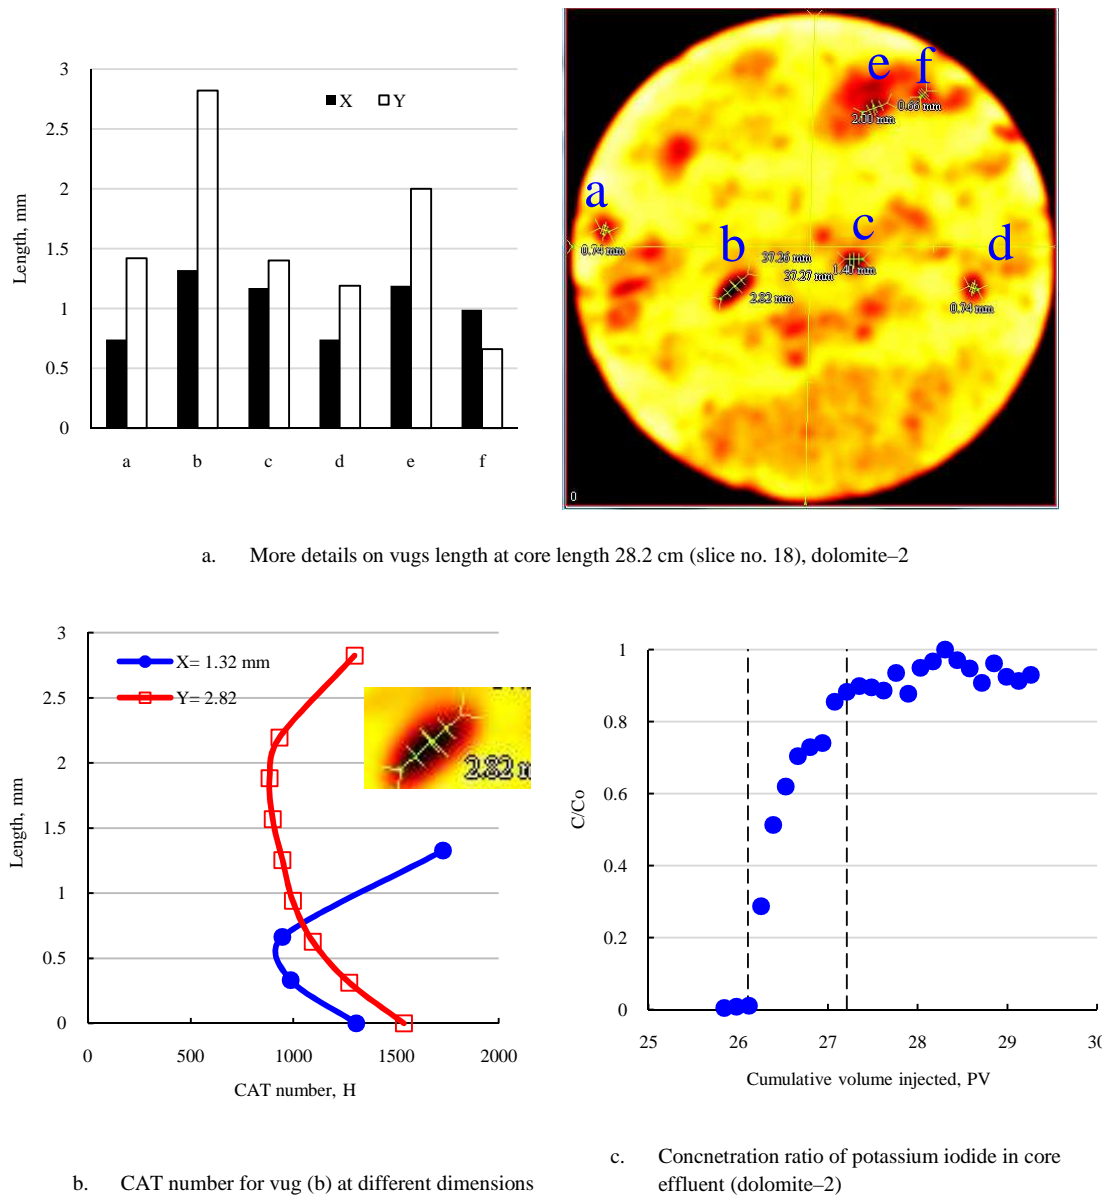 3
2.5
2
1.5
1
0.5
0
Length, mm
X Y
a b c d e f
e f
0.66 mm
2.00 mm
a
0.74 mm
b
c
d
37.26 mm
37.27 mm
1.40 mm
2.82 mm
0.74 mm
0
a. More details on vugs length at core length 28.2 cm (slice no. 18), dolomite–2
3
2.5
2
1.5
1
0.5
0
Length, mm
X= 1.32 mm
Y= 2.82
2.82 m
0 500 1000 1500 2000
CAT number, H
b. CAT number for vug (b) at different dimensions
1
0.8
0.6
0.4
0.2
0
C/Co
25 26 27 28 29 30
Cumulative volume injected, PV
c. Concnetration ratio of potassium iodide in core
effluent (dolomite–2)